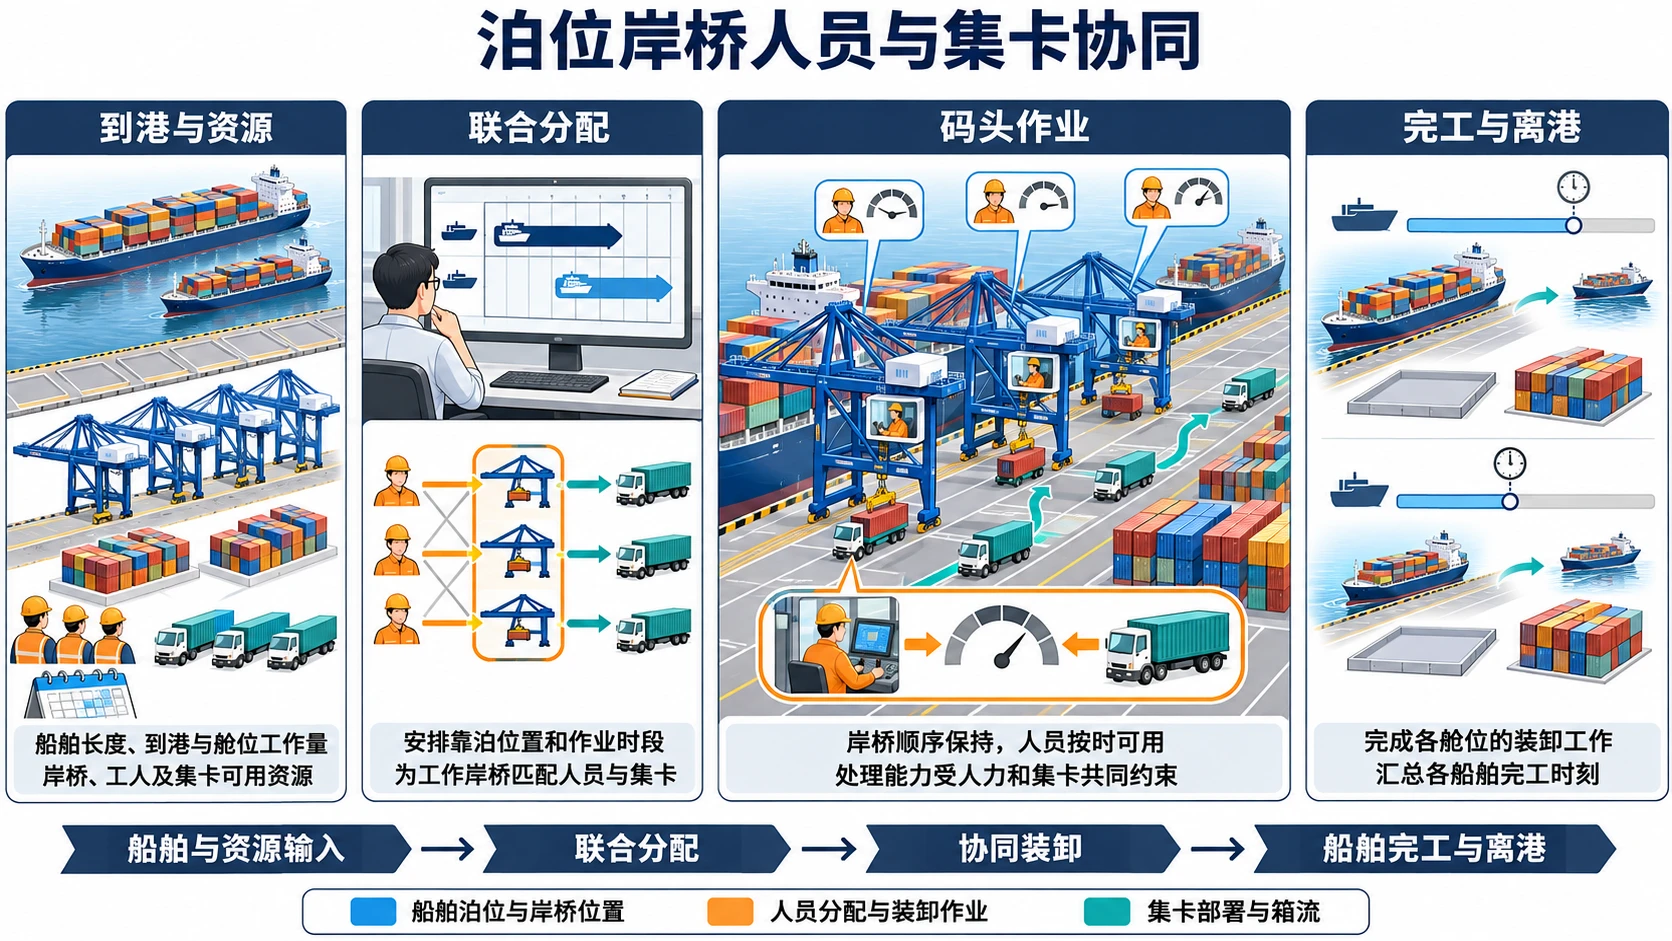 泊位岸桥人员与集卡协同
到港与资源
船舶长度、到港与舱位工作量
岸桥、工人及集卡可用资源
联合分配
安排靠泊位置和作业时段
为工作岸桥匹配人员与集卡
码头作业
岸桥顺序保持，人员按时可用
处理能力受人力和集卡共同约束
完工与离港
完成各舱位的装卸工作
汇总各船舶完工时刻
船舶与资源输入
联合分配
协同装卸
船舶完工与离港
船舶泊位与岸桥位置
人员分配与装卸作业
集卡部署与箱流